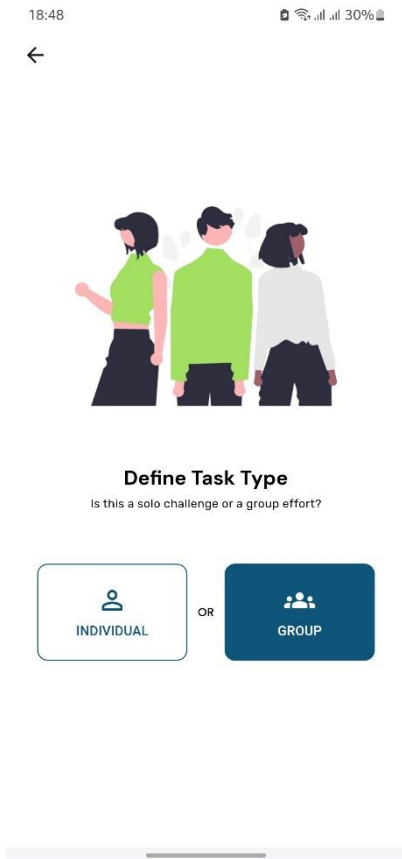 18:48
30%
Define Task Type
Is this a solo challenge or a group effort?
INDIVIDUAL
OR
GROUP